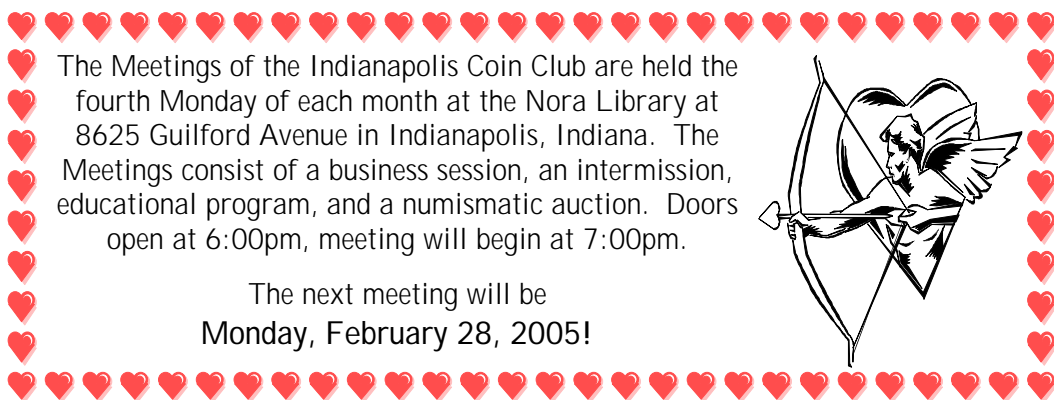 The Meetings of the Indianapolis Coin Club are held the
fourth Monday of each month at the Nora Library at
8625 Guilford Avenue in Indianapolis, Indiana.  The
Meetings consist of a business session, an intermission,
educational program, and a numismatic auction.  Doors
open at 6:00pm, meeting will begin at 7:00pm.
The next meeting will be
Monday, February 28, 2005!